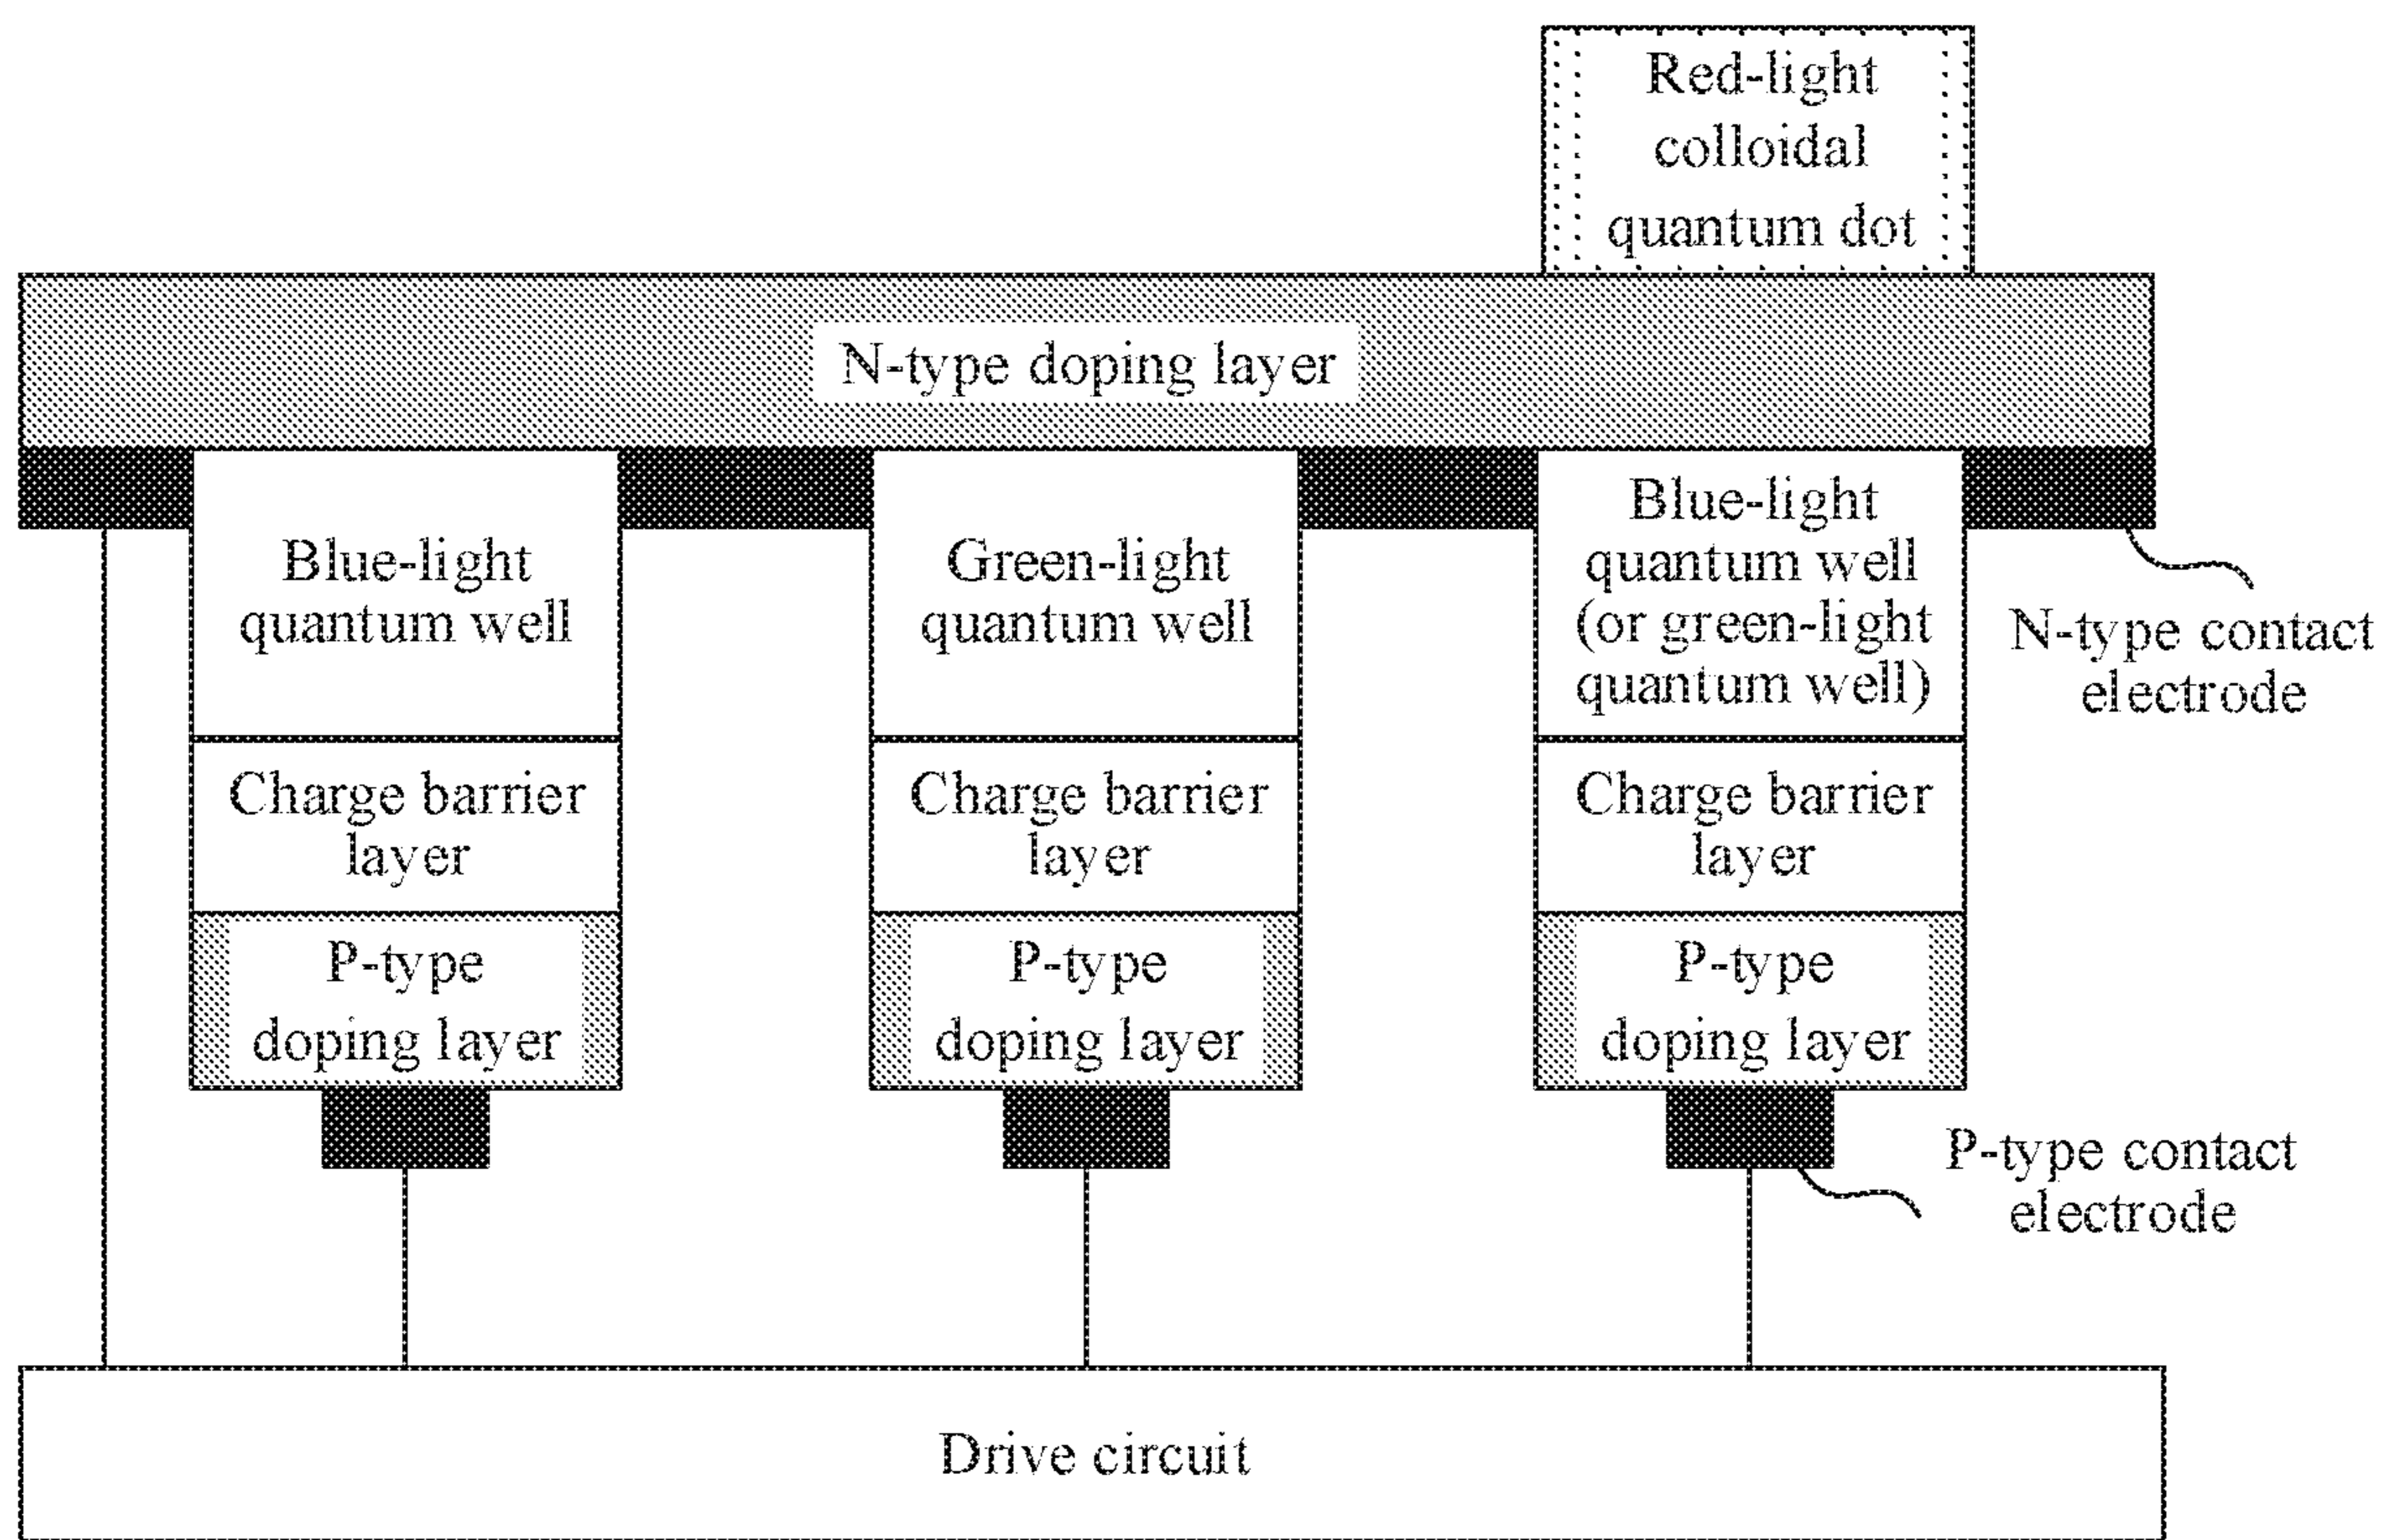 Red-light
colloidal
quantum dot
N-type doping layer
Blue-light
quantum well
Green-light
quantum well
Blue-light
quantum well
(or green-light
quantum well)
N-type contact
electrode
Charge barrier
layer
Charge barrier
layer
Charge barrier
layer
P-type
doping layer
P-type
doping layer
P-type
doping layer
P-type contact
electrode
Drive circuit